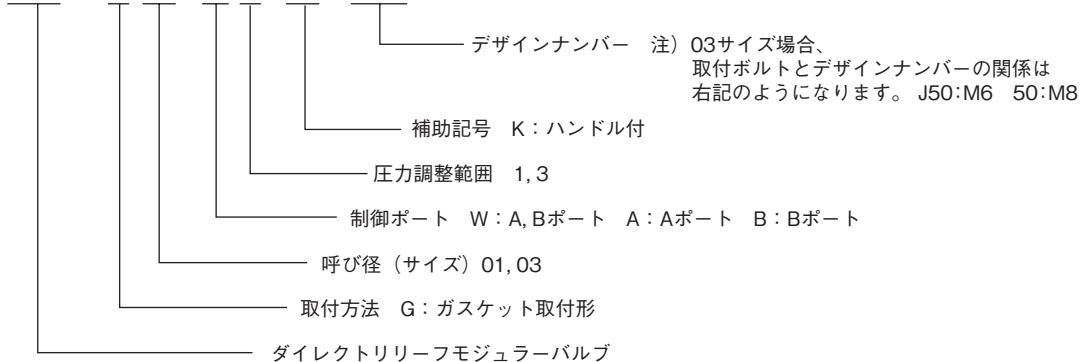 デザインナンバー 注）03サイズ場合、
取付ボルトとデザインナンバーの関係は
右記のようになります。 J50：M6 50：M8
補助記号 K：ハンドル付
圧力調整範囲 1, 3
制御ポート W：A, Bポート A：Aポート B：Bポート
呼び径（サイズ）01, 03
取付方法 G：ガスケット取付形
ダイレクトリリーフモジュラーバルブ